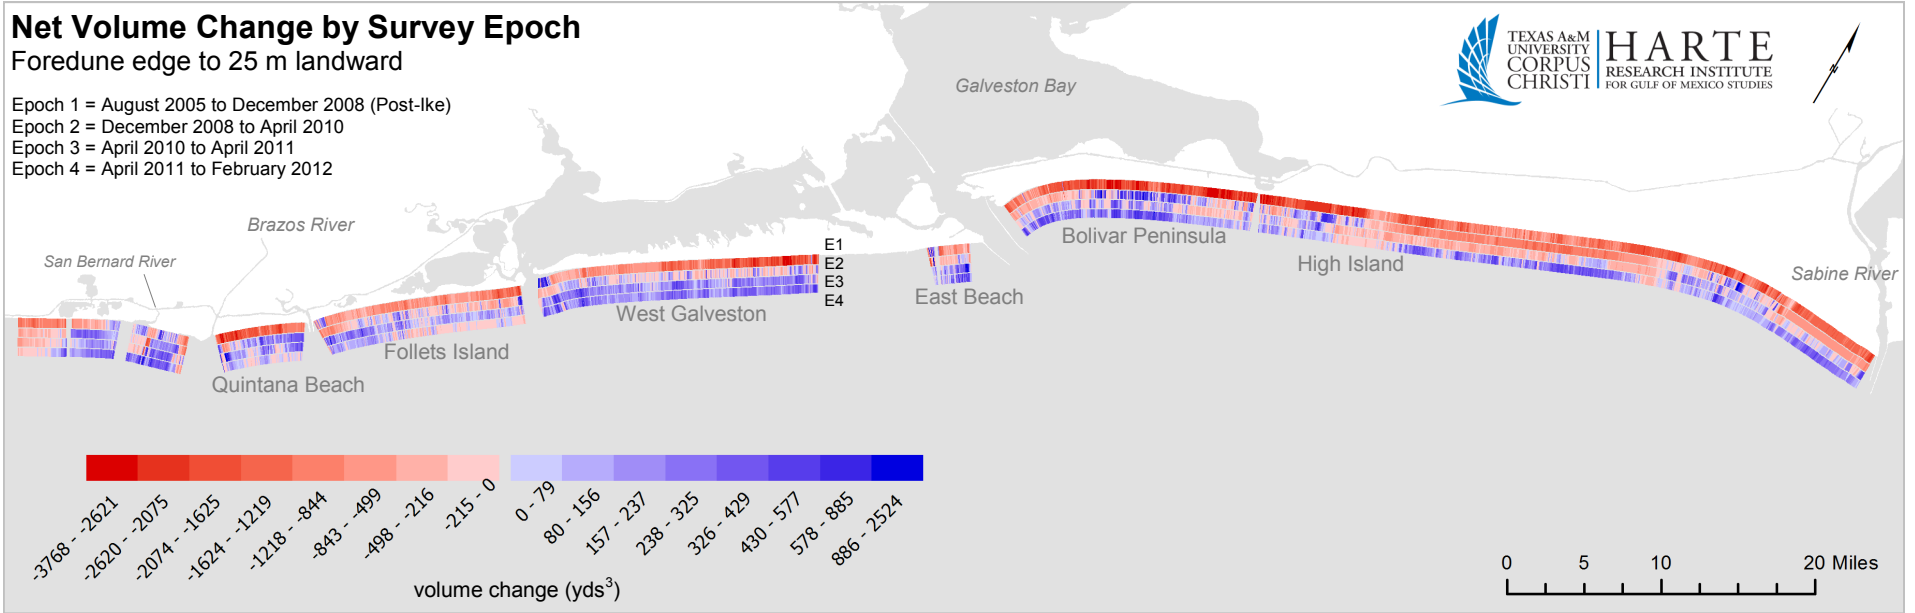 Net Volume Change by Survey Epoch
Foredune edge to 25 m landward
Epoch 1 = August 2005 to December 2008 (Post-Ike)
Epoch 2 = December 2008 to April 2010
Epoch 3 = April 2010 to April 2011
Epoch 4 = April 2011 to February 2012
TEXAS A&M
UNIVERSITY
CORPUS
CHRISTI
HARTE
RESEARCH INSTITUTE
FOR GULF OF MEXICO STUDIES
N
Galveston Bay
Brazos River
San Bernard River
Sabine River
E1
E2
E3
E4
Bolivar Peninsula
High Island
East Beach
West Galveston
Follets Island
Quintana Beach
-3768 - -2621
-2620 - -2075
-2074 - -1625
-1624 - -1219
-1218 - -844
-843 - -499
-498 - -216
-215 - 0
0 - 79
80 - 156
157 - 237
238 - 325
326 - 429
430 - 577
578 - 885
886 - 2524
volume change (yds³)
0 5 10 20 Miles